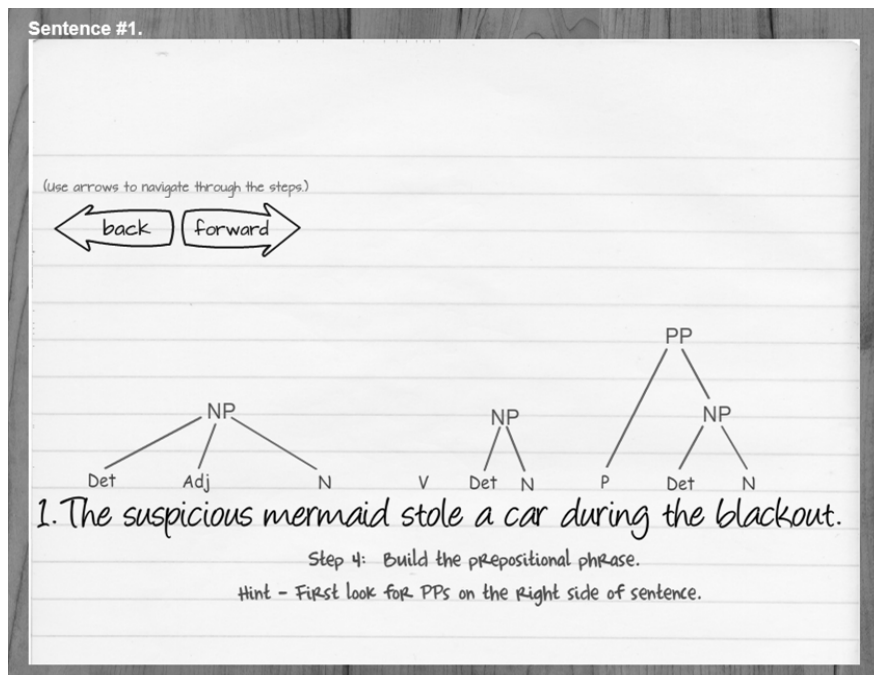 Sentence #1.
(Use arrows to navigate through the steps.)
back forward
PP
NP NP NP
Det Adj N V Det N P Det N
1. The suspicious mermaid stole a car during the blackout.
Step 4: Build the prepositional phrase.
Hint - First look for PPs on the right side of sentence.